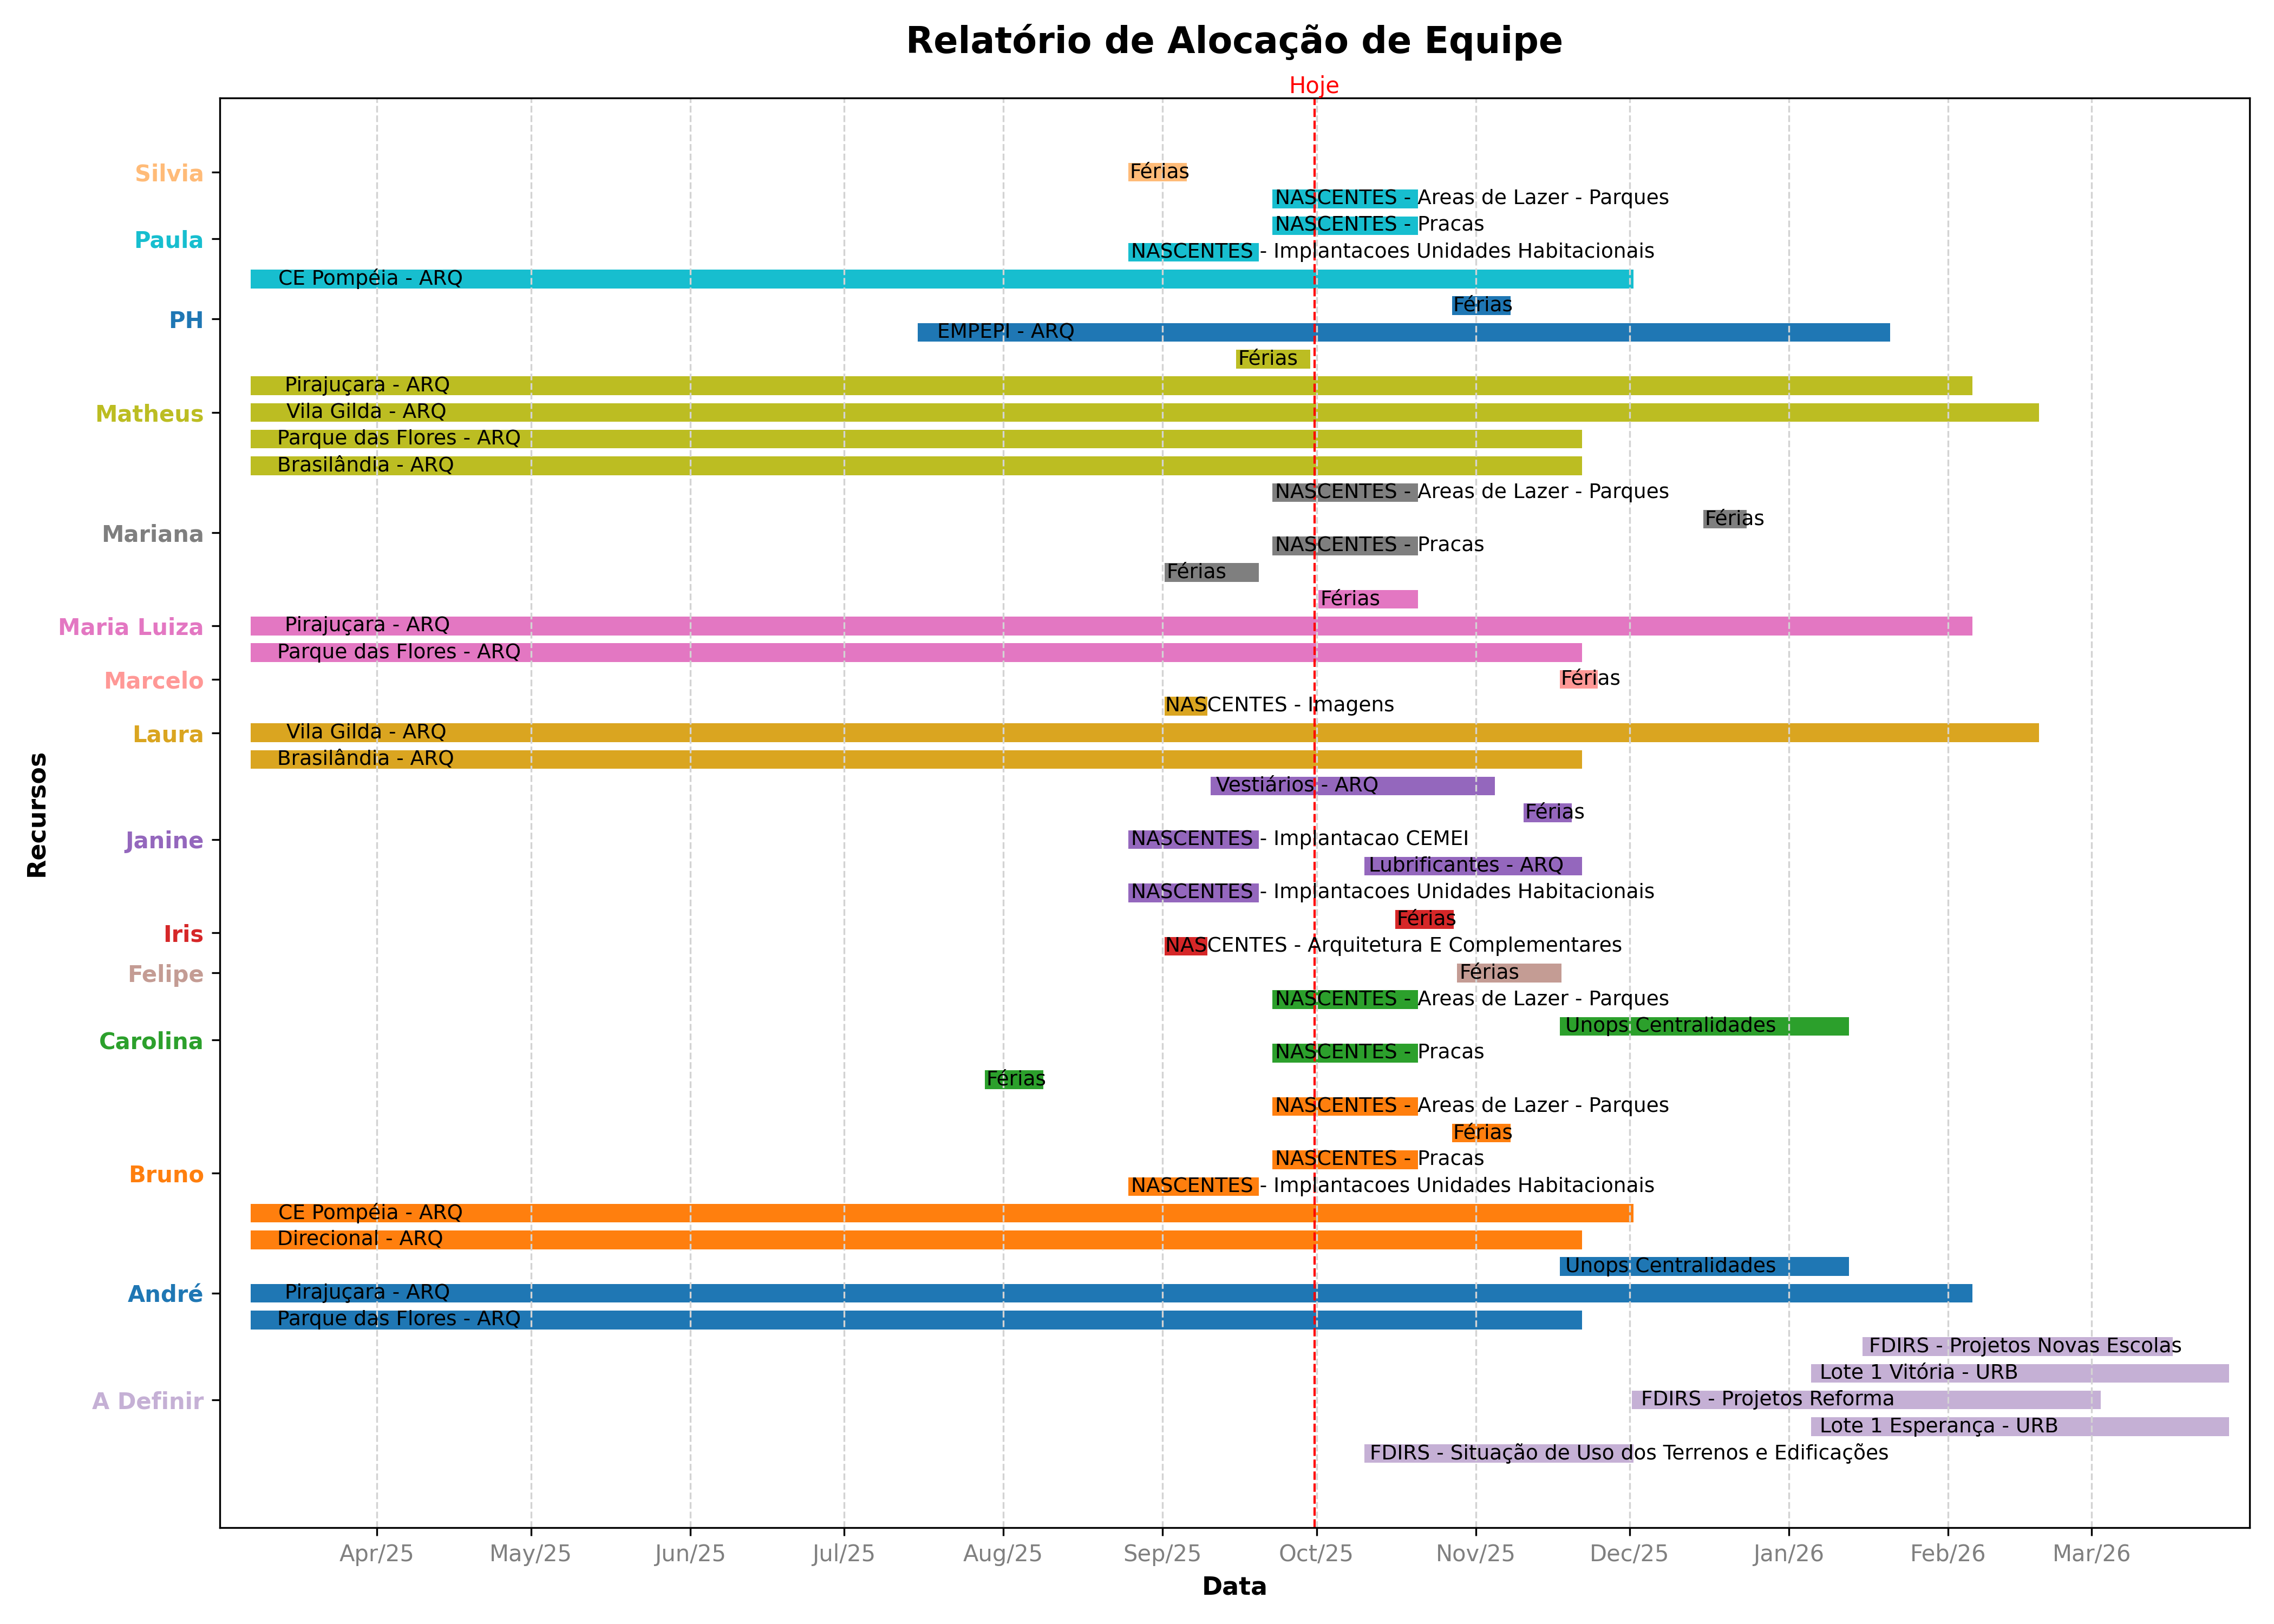 Relatório de Alocação de Equipe
Hoje
Silvia
Férias
NASCENTES - Areas de Lazer - Parques
NASCENTES - Pracas
Paula
NASCENTES - Implantacoes Unidades Habitacionais
CE Pompéia - ARQ
Férias
PH
EMPEPI - ARQ
Férias
Pirajuçara - ARQ
Matheus
Vila Gilda - ARQ
Parque das Flores - ARQ
Brasilândia - ARQ
NASCENTES - Areas de Lazer - Parques
Férias
Mariana
NASCENTES - Pracas
Férias
Férias
Maria Luiza
Pirajuçara - ARQ
Parque das Flores - ARQ
Marcelo
Férias
NASCENTES - Imagens
Laura
Vila Gilda - ARQ
Brasilândia - ARQ
Vestiários - ARQ
Férias
Janine
NASCENTES - Implantacao CEMEI
Lubrificantes - ARQ
NASCENTES - Implantacoes Unidades Habitacionais
Férias
Iris
NASCENTES - Arquitetura E Complementares
Felipe
Férias
NASCENTES - Areas de Lazer - Parques
Unops Centralidades
Carolina
NASCENTES - Pracas
Férias
NASCENTES - Areas de Lazer - Parques
Férias
NASCENTES - Pracas
Bruno
NASCENTES - Implantacoes Unidades Habitacionais
CE Pompéia - ARQ
Direcional - ARQ
Unops Centralidades
André
Pirajuçara - ARQ
Parque das Flores - ARQ
FDIRS - Projetos Novas Escolas
Lote 1 Vitória - URB
A Definir
FDIRS - Projetos Reforma
Lote 1 Esperança - URB
FDIRS - Situação de Uso dos Terrenos e Edificações
Recursos
Apr/25 May/25 Jun/25 Jul/25 Aug/25 Sep/25 Oct/25 Nov/25 Dec/25 Jan/26 Feb/26 Mar/26
Data